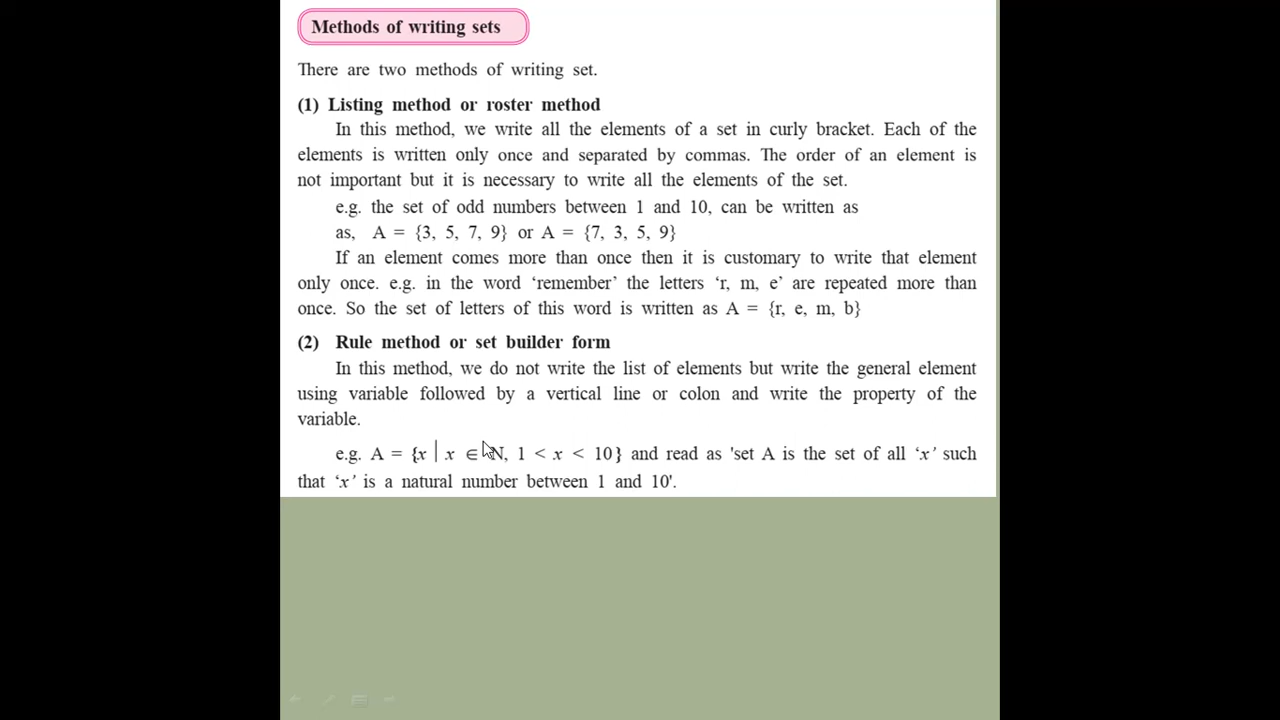 Methods of writing sets
There are two methods of writing set.
(1) Listing method or roster method
In this method, we write all the elements of a set in curly bracket. Each of the
elements is written only once and separated by commas. The order of an element is
not important but it is necessary to write all the elements of the set.
e.g. the set of odd numbers between 1 and 10, can be written as
as, A = {3, 5, 7, 9} or A = {7, 3, 5, 9}
If an element comes more than once then it is customary to write that element
only once. e.g. in the word ‘remember’ the letters ‘r, m, e’ are repeated more than
once. So the set of letters of this word is written as A = {r, e, m, b}
(2) Rule method or set builder form
In this method, we do not write the list of elements but write the general element
using variable followed by a vertical line or colon and write the property of the
variable.
e.g. A = {x | x ∈ N, 1 < x < 10} and read as 'set A is the set of all ‘x’ such
that ‘x’ is a natural number between 1 and 10'.